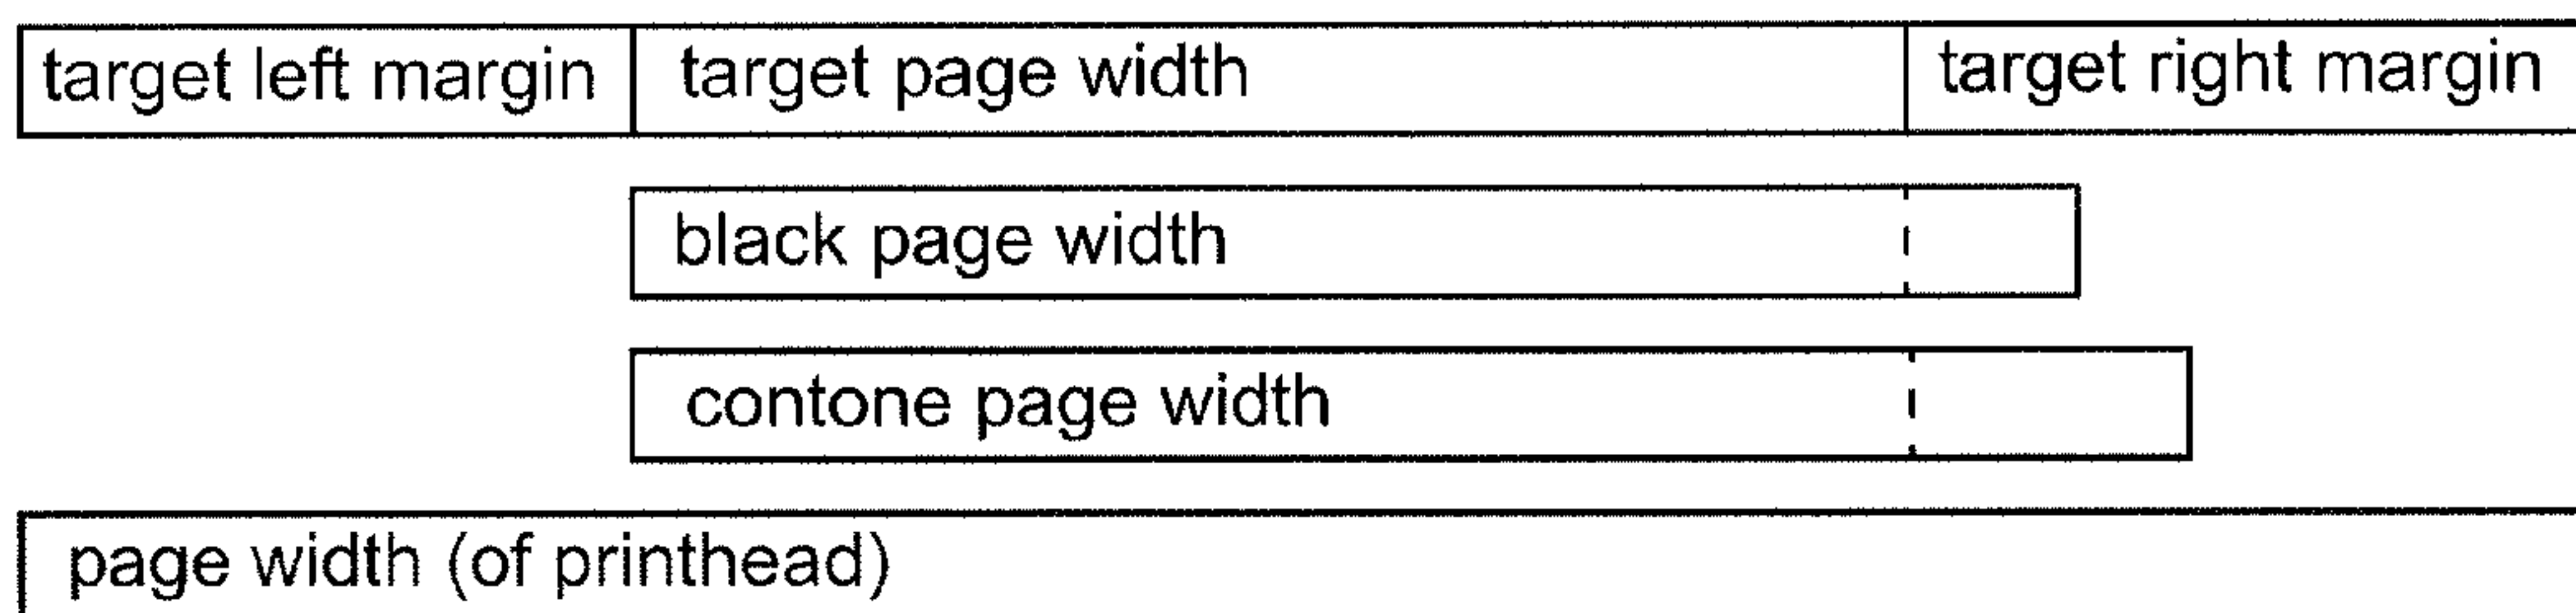 target left margin target page width target right margin
black page width
contone page width
page width (of printhead)